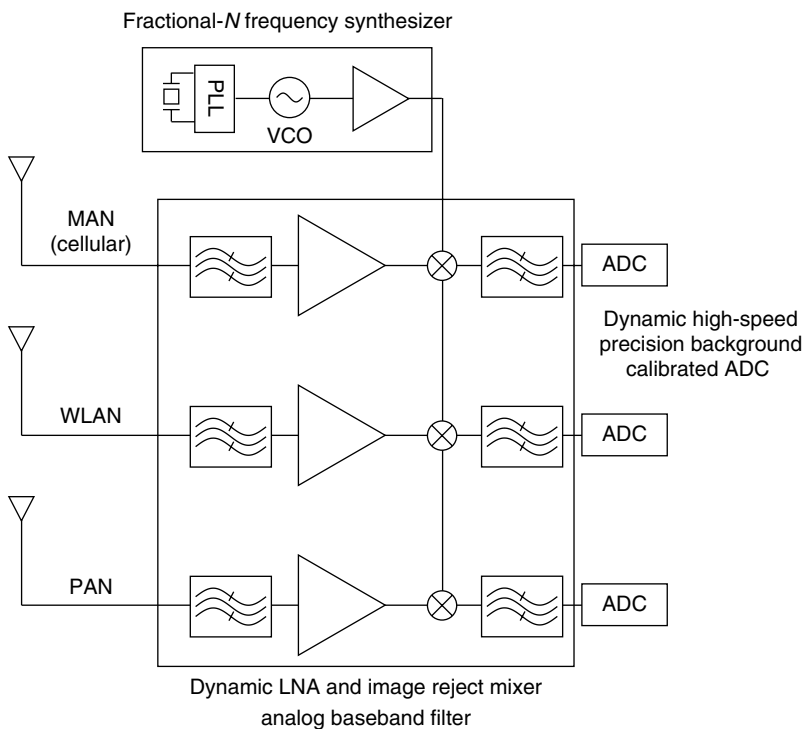 Fractional-N frequency synthesizer
PLL
VCO
MAN
(cellular)
ADC
Dynamic high-speed
precision background
calibrated ADC
WLAN
ADC
PAN
ADC
Dynamic LNA and image reject mixer
analog baseband filter